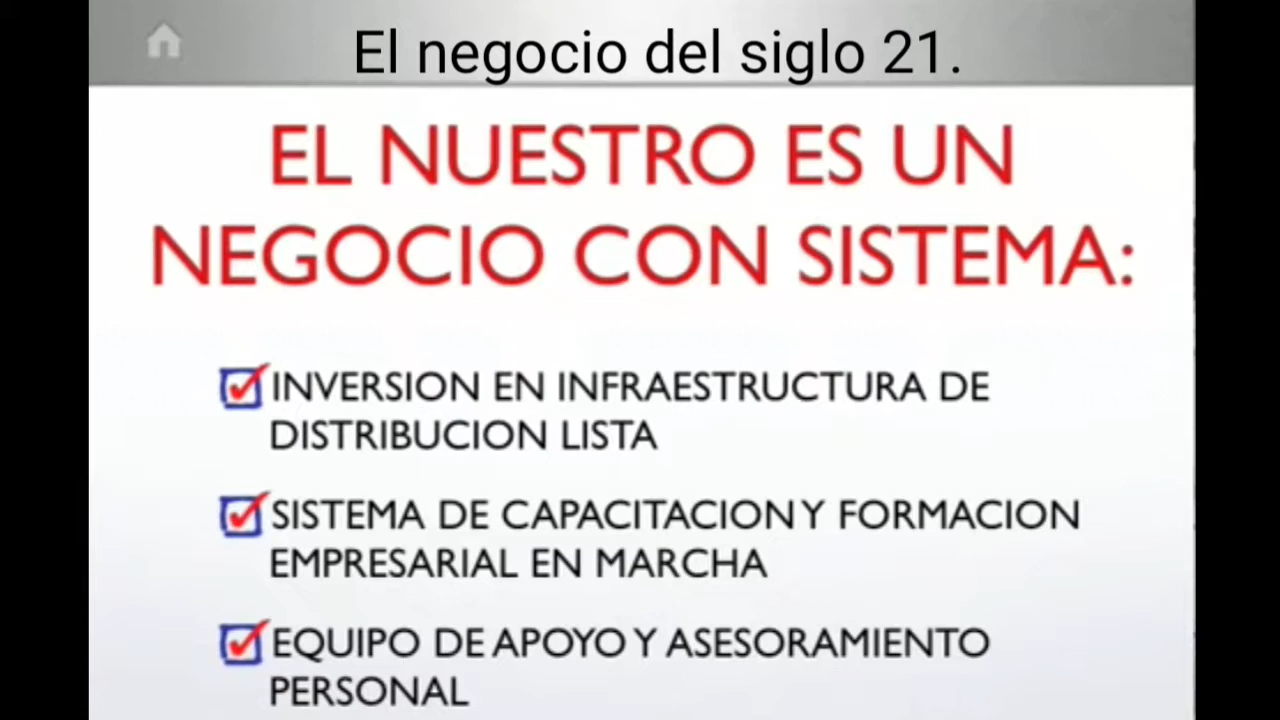 El negocio del siglo 21.
EL NUESTRO ES UN
NEGOCIO CON SISTEMA:
INVERSION EN INFRAESTRUCTURA DE
DISTRIBUCION LISTA
SISTEMA DE CAPACITACION Y FORMACION
EMPRESARIAL EN MARCHA
EQUIPO DE APOYO Y ASESORAMIENTO
PERSONAL